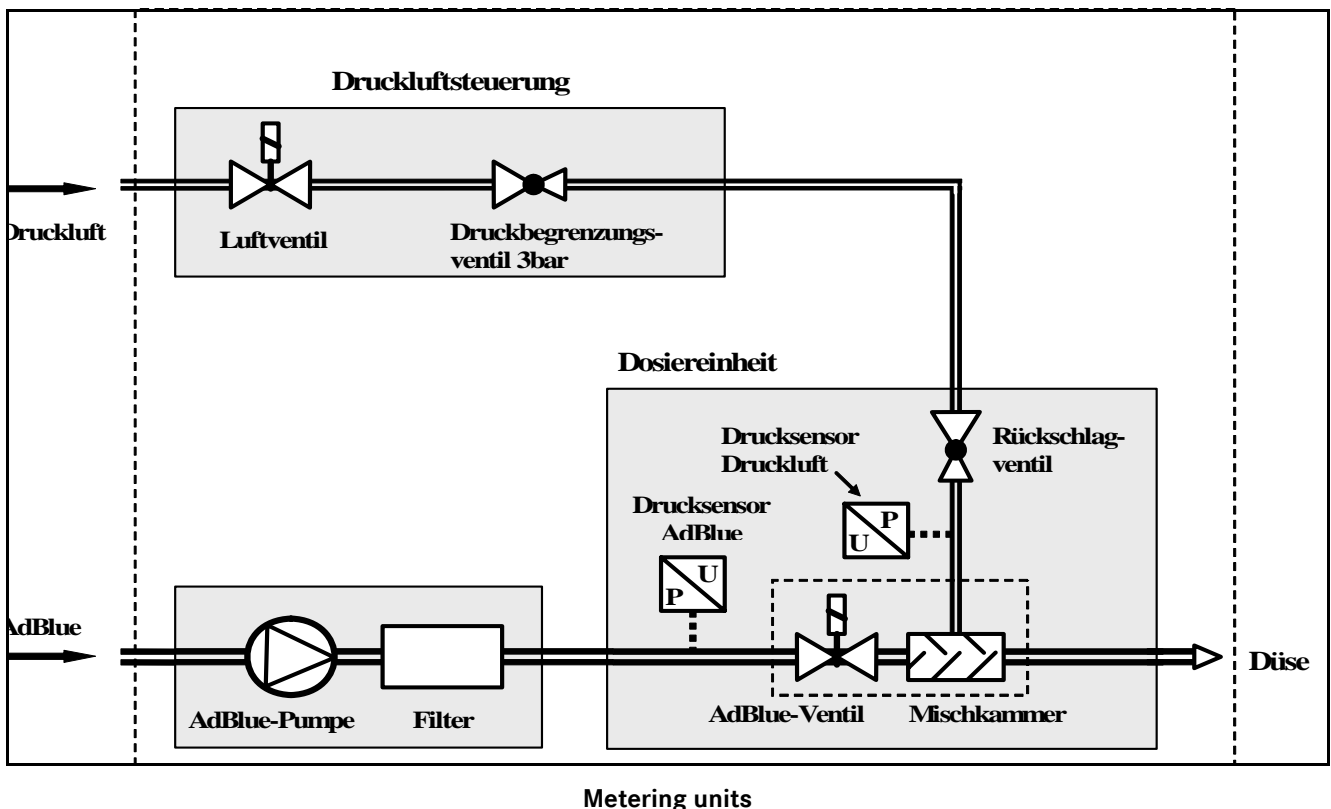 Druckluftsteuerung
Druckluft
Luftventil
Druckbegrenzungs-
ventil 3bar
Dosiereinheit
Drucksensor
Druckluft
Rückschlag-
ventil
Drucksensor
AdBlue
P
U
U
P
AdBlue
AdBlue-Pumpe
Filter
AdBlue-Ventil
Mischkammer
Düse
Metering units